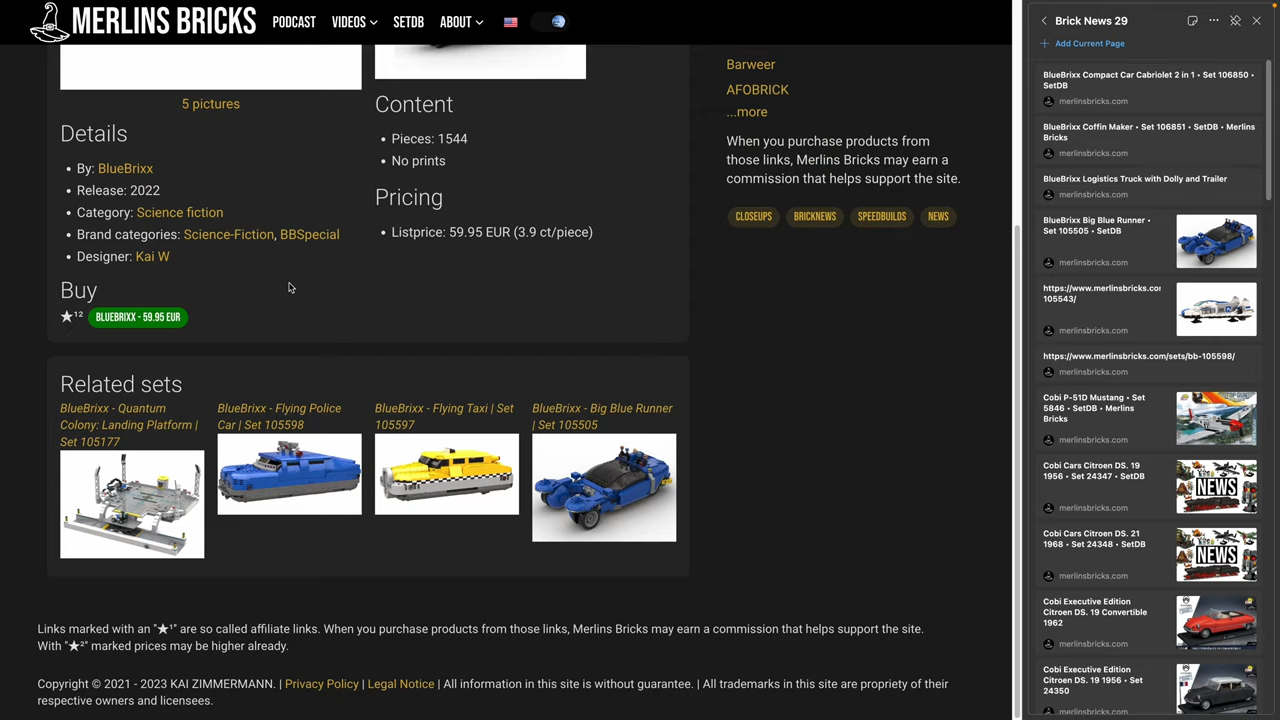 MERLINS BRICKS
PODCAST
VIDEOS
SETDB
ABOUT
5 pictures
Details
• By: BlueBrixx
• Release: 2022
• Category: Science fiction
• Brand categories: Science-Fiction, BBSpecial
• Designer: Kai W
Buy
★¹² BLUEBRIXX - 59.95 EUR
Content
• Pieces: 1544
• No prints
Pricing
• Listprice: 59.95 EUR (3.9 ct/piece)
Related sets
BlueBrixx - Quantum
Colony: Landing Platform |
Set 105177
BlueBrixx - Flying Police
Car | Set 105598
BlueBrixx - Flying Taxi | Set
105597
BlueBrixx - Big Blue Runner
| Set 105505
Barweer
AFOBRICK
...more
When you purchase products from
those links, Merlins Bricks may earn a
commission that helps support the site.
CLOSEUPS
BRICKNEWS
SPEEDBUILDS
NEWS
Links marked with an "★¹" are so called affiliate links. When you purchase products from those links, Merlins Bricks may earn a commission that helps support the site.
With "★²" marked prices may be higher already.
Copyright © 2021 - 2023 KAI ZIMMERMANN. | Privacy Policy | Legal Notice | All information in this site is without guarantee. | All trademarks in this site are propriety of their
respective owners and licensees.
Brick News 29
Add Current Page
BlueBrixx Compact Car Cabriolet 2 in 1 • Set 106850 •
SetDB
merlinsbricks.com
BlueBrixx Coffin Maker • Set 106851 • SetDB • Merlins
Bricks
merlinsbricks.com
BlueBrixx Logistics Truck with Dolly and Trailer
merlinsbricks.com
BlueBrixx Big Blue Runner •
Set 105505 • SetDB
merlinsbricks.com
https://www.merlinsbricks.co
105543/
merlinsbricks.com
https://www.merlinsbricks.com/sets/bb-105598/
merlinsbricks.com
Cobi P-51D Mustang • Set
5846 • SetDB • Merlins
Bricks
merlinsbricks.com
Cobi Cars Citroen DS. 19
1956 • Set 24347 • SetDB
merlinsbricks.com
NEWS
Cobi Cars Citroen DS. 21
1968 • Set 24348 • SetDB
merlinsbricks.com
NEWS
Cobi Executive Edition
Citroen DS. 19 Convertible
1962
merlinsbricks.com
Cobi Executive Edition
Citroen DS. 19 1956 • Set
24350
merlinsbricks.com